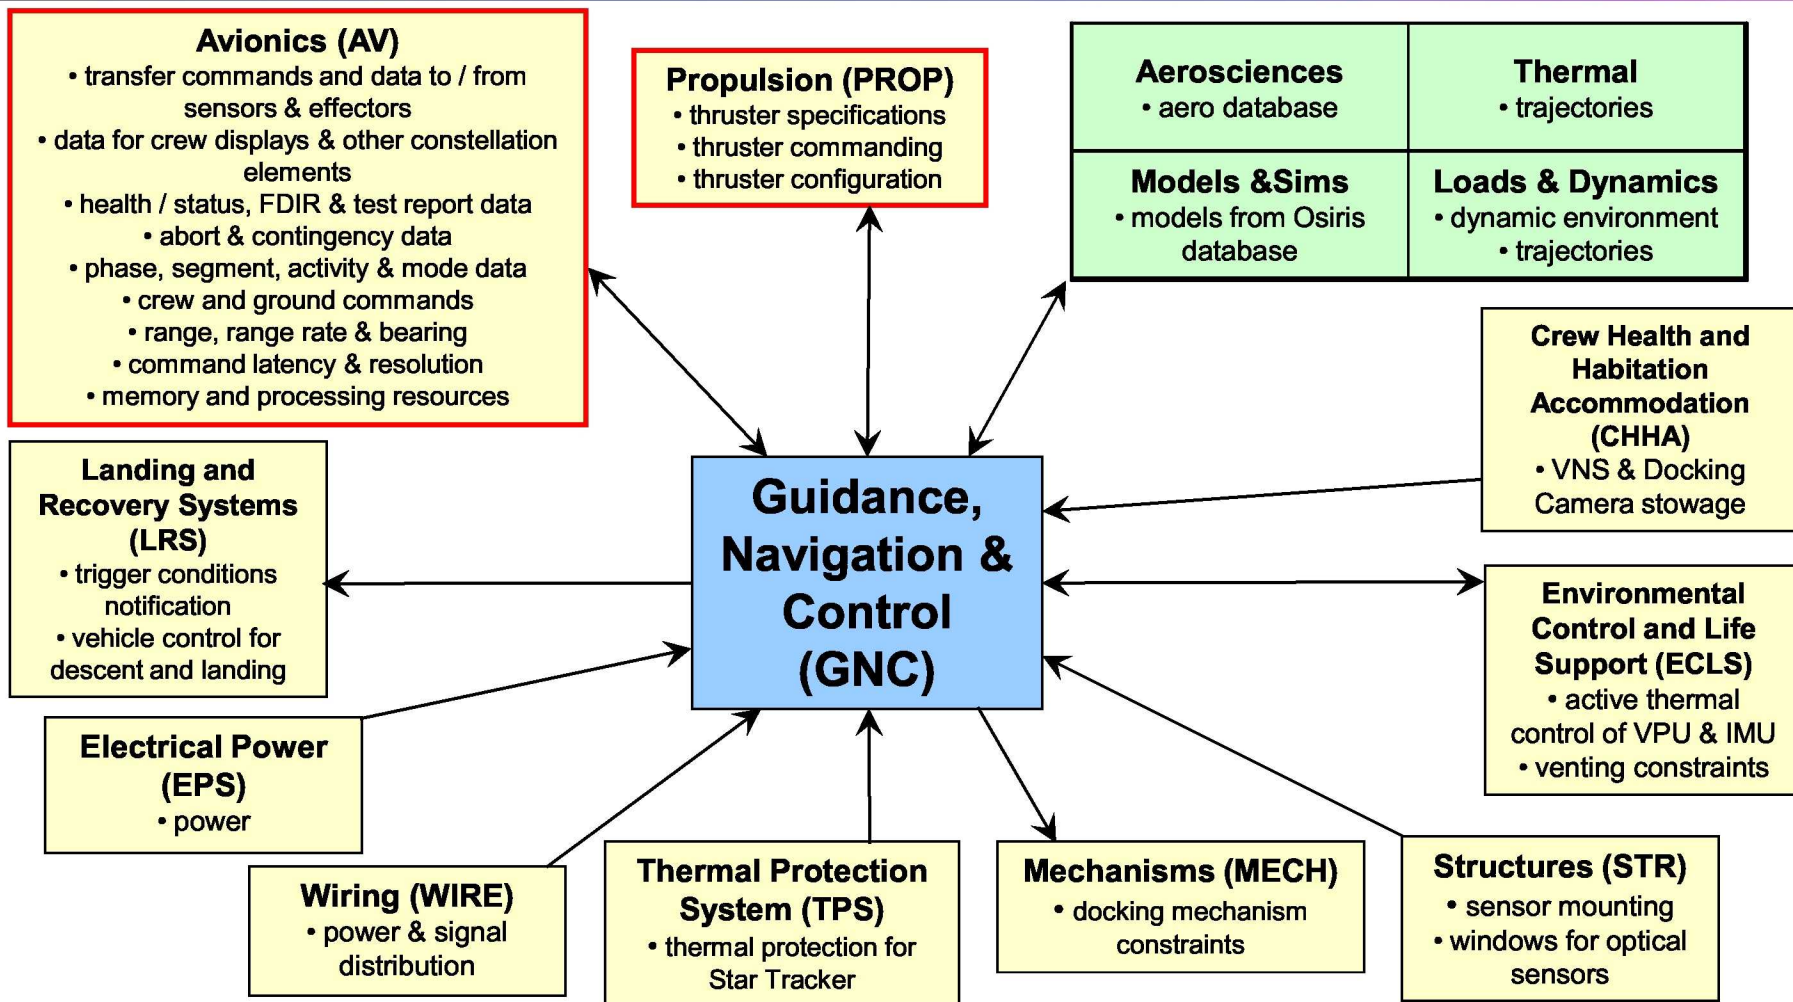 Avionics (AV)
• transfer commands and data to / from
sensors & effectors
• data for crew displays & other constellation
elements
• health / status, FDIR & test report data
• abort & contingency data
• phase, segment, activity & mode data
• crew and ground commands
• range, range rate & bearing
• command latency & resolution
• memory and processing resources
Propulsion (PROP)
• thruster specifications
• thruster commanding
• thruster configuration
Aerosciences
• aero database
Thermal
• trajectories
Models &Sims
• models from Osiris
database
Loads & Dynamics
• dynamic environment
• trajectories
Crew Health and
Habitation
Accommodation
(CHHA)
• VNS & Docking
Camera stowage
Landing and
Recovery Systems
(LRS)
• trigger conditions
notification
• vehicle control for
descent and landing
Guidance,
Navigation &
Control
(GNC)
Environmental
Control and Life
Support (ECLS)
• active thermal
control of VPU & IMU
• venting constraints
Electrical Power
(EPS)
• power
Wiring (WIRE)
• power & signal
distribution
Thermal Protection
System (TPS)
• thermal protection for
Star Tracker
Mechanisms (MECH)
• docking mechanism
constraints
Structures (STR)
• sensor mounting
• windows for optical
sensors